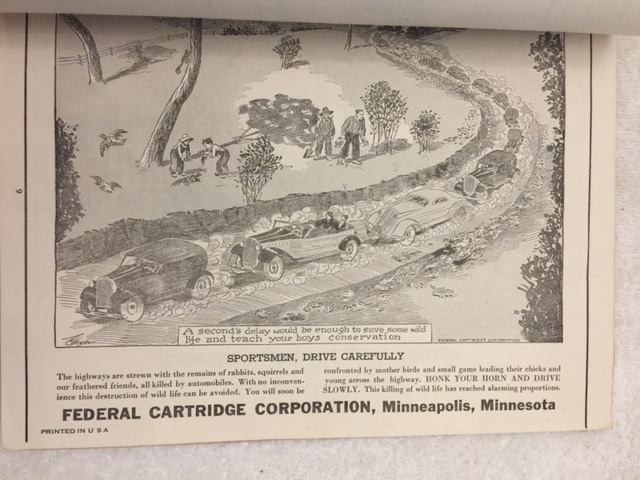 A second's delay would be enough to save some wild
life and teach your boys conservation
FEDERAL CARTRIDGE CORPORATION
SPORTSMEN, DRIVE CAREFULLY
The highways are strewn with the remains of rabbits, squirrels and
our feathered friends, all killed by automobiles. With no inconven-
ience this destruction of wild life can be avoided. You will soon be
confronted by mother birds and small game leading their chicks and
young across the highway. HONK YOUR HORN AND DRIVE
SLOWLY. This killing of wild life has reached alarming proportions.
FEDERAL CARTRIDGE CORPORATION, Minneapolis, Minnesota
PRINTED IN U S A